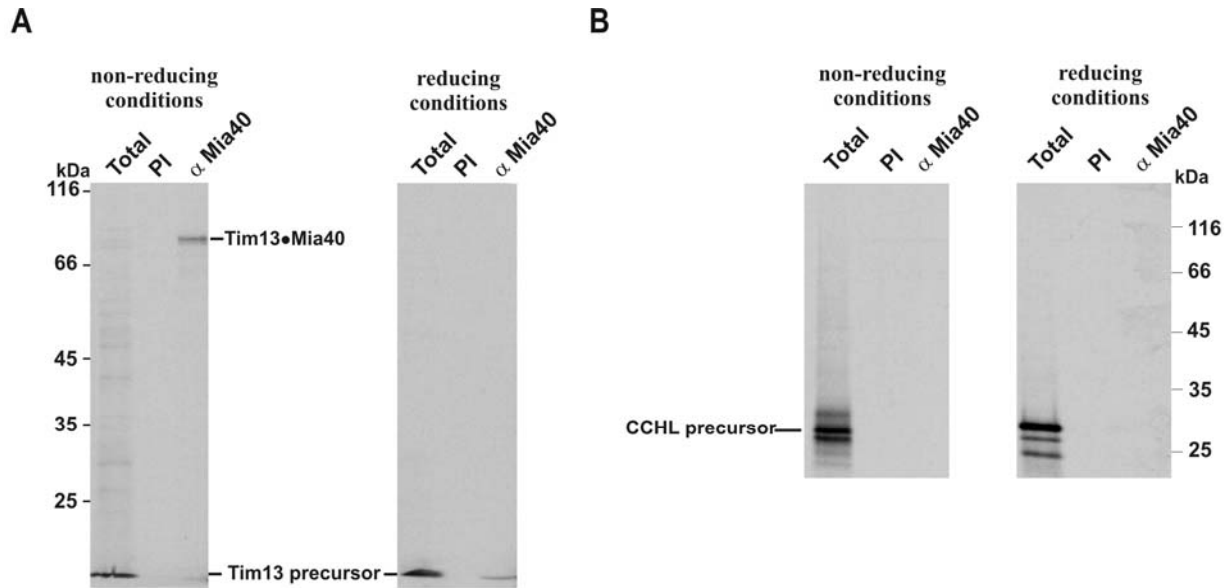 A
non-reducing
conditions
reducing
conditions
Total
PI
α Mia40
Total
PI
α Mia40
kDa
116
66
45
35
25
Tim13●Mia40
Tim13 precursor
B
non-reducing
conditions
reducing
conditions
Total
PI
α Mia40
Total
PI
α Mia40
kDa
116
66
45
35
25
CCHL precursor